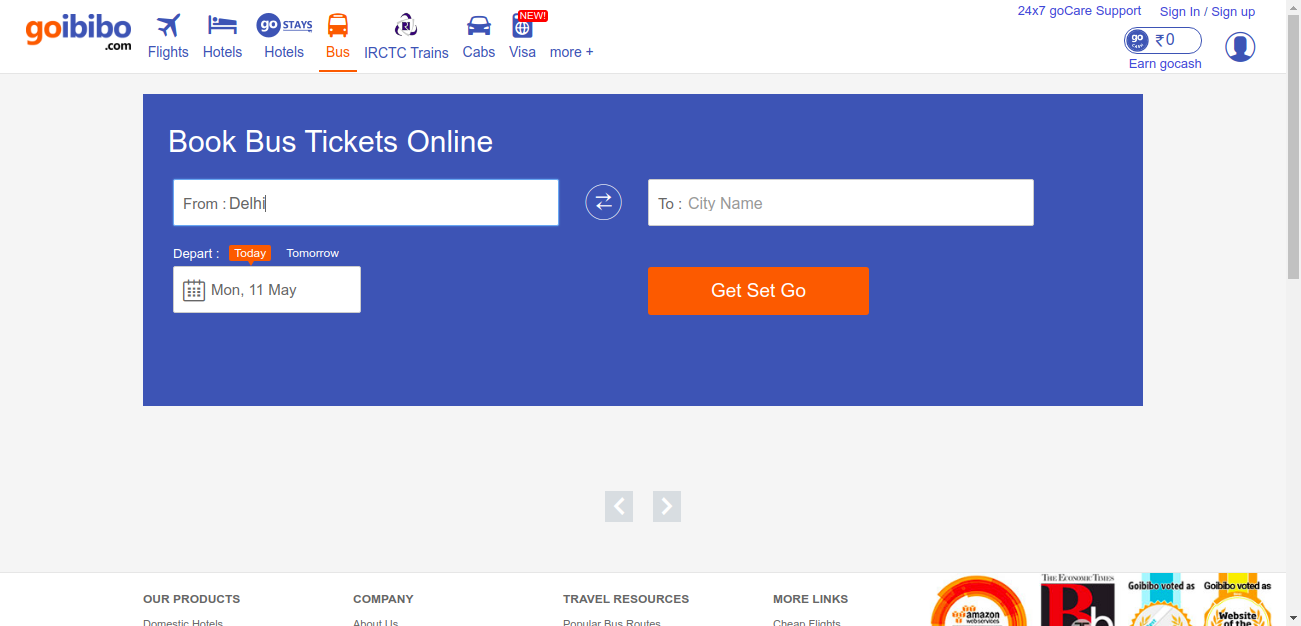 goibibo
.com
Flights
Hotels
go STAYS
Hotels
Bus
IRCTC Trains
Cabs
NEW!
Visa
more +
24x7 goCare Support
Sign In / Sign up
go
CASH
₹0
Earn gocash
Book Bus Tickets Online
From : Delhi
To : City Name
Depart : Today Tomorrow
Mon, 11 May
Get Set Go
OUR PRODUCTS
COMPANY
TRAVEL RESOURCES
MORE LINKS
Domestic Hotels
About Us
Popular Bus Routes
Cheap Flights
amazon
webservices
THE ECONOMIC TIMES
Goibibo voted as
Goibibo voted as
Website
of the